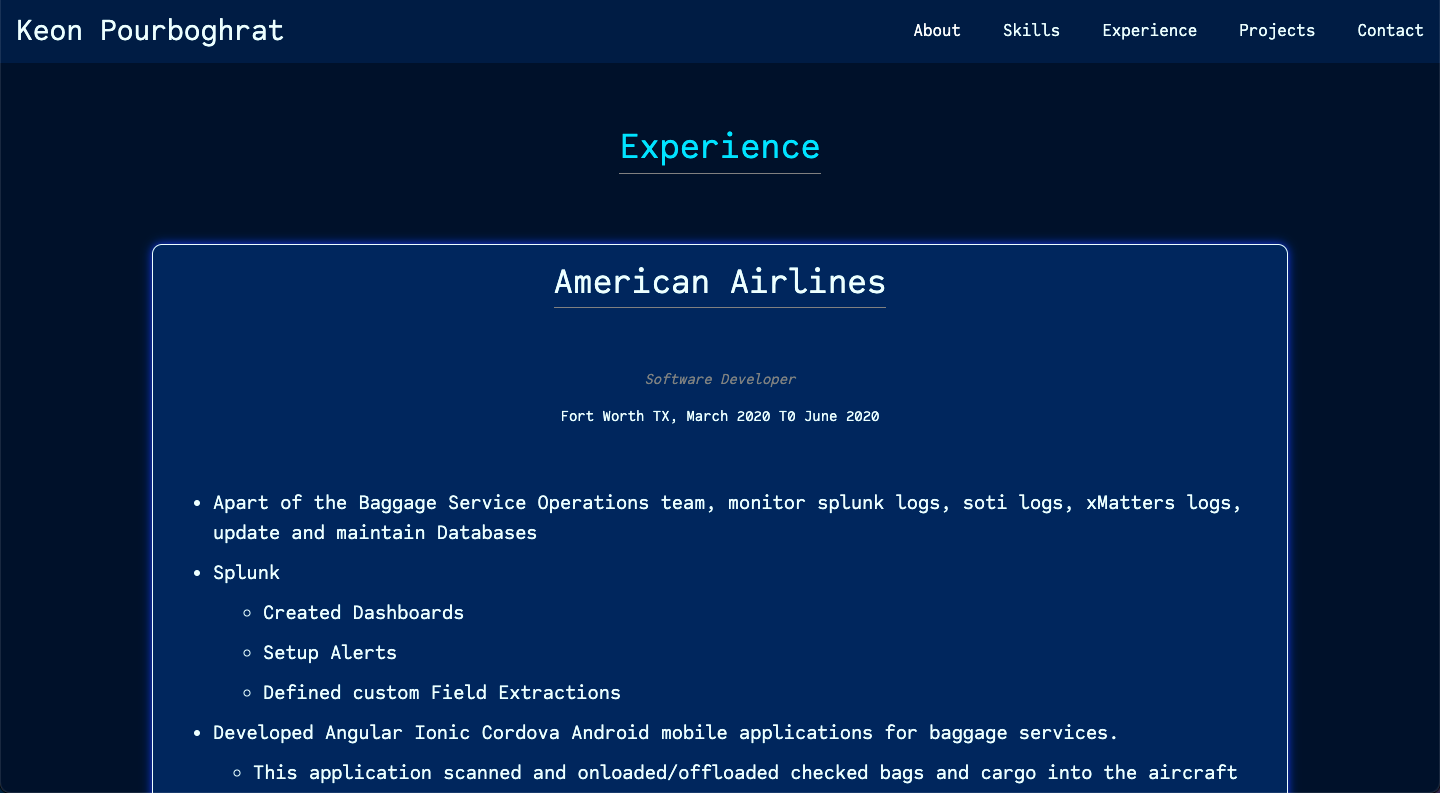 Keon Pourboghrat
About Skills Experience Projects Contact
Experience
American Airlines
Software Developer
Fort Worth TX, March 2020 T0 June 2020
Apart of the Baggage Service Operations team, monitor splunk logs, soti logs, xMatters logs,
update and maintain Databases
Splunk
Created Dashboards
Setup Alerts
Defined custom Field Extractions
Developed Angular Ionic Cordova Android mobile applications for baggage services.
This application scanned and onloaded/offloaded checked bags and cargo into the aircraft